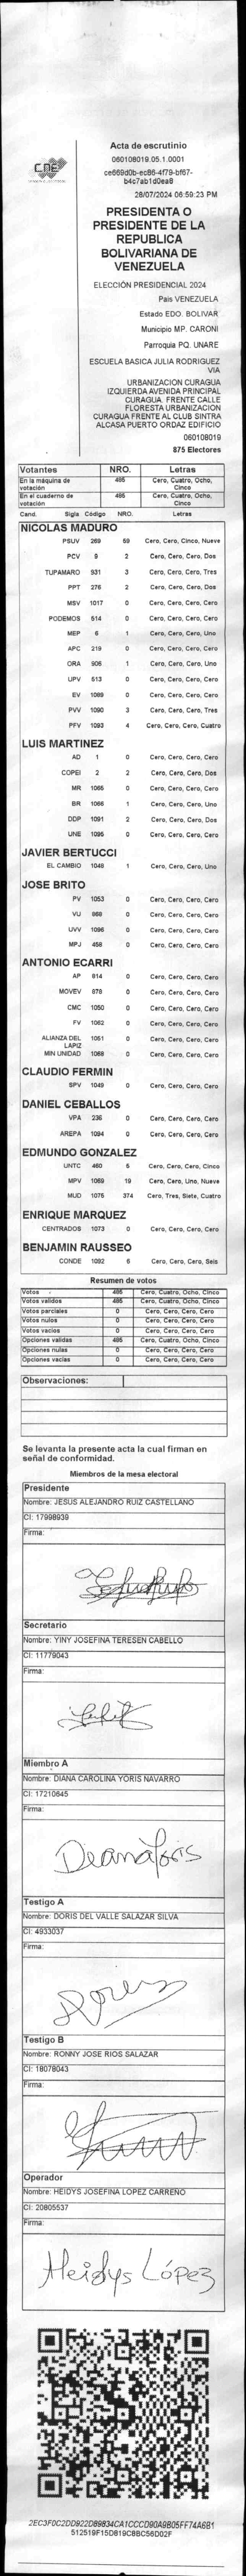 CNE
Acta de escrutinio
060108019.05.1.0001
ce669d0b-ec86-4f79-bf67-
b4c7ab1d0ea8
28/07/2024 06:59:23 PM
PRESIDENTA O
PRESIDENTE DE LA
REPUBLICA
BOLIVARIANA DE
VENEZUELA
ELECCIÓN PRESIDENCIAL 2024
Pais VENEZUELA
Estado EDO. BOLIVAR
Municipio MP. CARONI
Parroquia PQ. UNARE
ESCUELA BASICA JULIA RODRIGUEZ
VIA
URBANIZACION CURAGUA
IZQUIERDA AVENIDA PRINCIPAL
CURAGUA. FRENTE CALLE
FLORESTA URBANIZACION
CURAGUA FRENTE AL CLUB SINTRA
ALCASA PUERTO ORDAZ EDIFICIO
060108019
875 Electores
Votantes NRO. Letras
En la máquina de votación 485 Cero, Cuatro, Ocho, Cinco
En el cuaderno de votación 485 Cero, Cuatro, Ocho, Cinco
Cand. Sigla Código NRO. Letras
NICOLAS MADURO
PSUV 269 59 Cero, Cero, Cinco, Nueve
PCV 9 2 Cero, Cero, Cero, Dos
TUPAMARO 931 3 Cero, Cero, Cero, Tres
PPT 276 2 Cero, Cero, Cero, Dos
MSV 1017 0 Cero, Cero, Cero, Cero
PODEMOS 514 0 Cero, Cero, Cero, Cero
MEP 6 1 Cero, Cero, Cero, Uno
APC 219 0 Cero, Cero, Cero, Cero
ORA 906 1 Cero, Cero, Cero, Uno
UPV 513 0 Cero, Cero, Cero, Cero
EV 1089 0 Cero, Cero, Cero, Cero
PVV 1090 3 Cero, Cero, Cero, Tres
PFV 1093 4 Cero, Cero, Cero, Cuatro
LUIS MARTINEZ
AD 1 0 Cero, Cero, Cero, Cero
COPEI 2 2 Cero, Cero, Cero, Dos
MR 1065 0 Cero, Cero, Cero, Cero
BR 1066 1 Cero, Cero, Cero, Uno
DDP 1091 2 Cero, Cero, Cero, Dos
UNE 1095 0 Cero, Cero, Cero, Cero
JAVIER BERTUCCI
EL CAMBIO 1048 1 Cero, Cero, Cero, Uno
JOSE BRITO
PV 1053 0 Cero, Cero, Cero, Cero
VU 868 0 Cero, Cero, Cero, Cero
UVV 1096 0 Cero, Cero, Cero, Cero
MPJ 458 0 Cero, Cero, Cero, Cero
ANTONIO ECARRI
AP 814 0 Cero, Cero, Cero, Cero
MOVEV 878 0 Cero, Cero, Cero, Cero
CMC 1050 0 Cero, Cero, Cero, Cero
FV 1062 0 Cero, Cero, Cero, Cero
ALIANZA DEL LAPIZ 1051 0 Cero, Cero, Cero, Cero
MIN UNIDAD 1068 0 Cero, Cero, Cero, Cero
CLAUDIO FERMIN
SPV 1049 0 Cero, Cero, Cero, Cero
DANIEL CEBALLOS
VPA 236 0 Cero, Cero, Cero, Cero
AREPA 1094 0 Cero, Cero, Cero, Cero
EDMUNDO GONZALEZ
UNTC 460 5 Cero, Cero, Cero, Cinco
MPV 1069 19 Cero, Cero, Uno, Nueve
MUD 1075 374 Cero, Tres, Siete, Cuatro
ENRIQUE MARQUEZ
CENTRADOS 1073 0 Cero, Cero, Cero, Cero
BENJAMIN RAUSSEO
CONDE 1092 6 Cero, Cero, Cero, Seis
Resumen de votos
Votos 485 Cero, Cuatro, Ocho, Cinco
Votos validos 485 Cero, Cuatro, Ocho, Cinco
Votos parciales 0 Cero, Cero, Cero, Cero
Votos nulos 0 Cero, Cero, Cero, Cero
Votos vacios 0 Cero, Cero, Cero, Cero
Opciones validas 485 Cero, Cuatro, Ocho, Cinco
Opciones nulas 0 Cero, Cero, Cero, Cero
Opciones vacias 0 Cero, Cero, Cero, Cero
Observaciones:
Se levanta la presente acta la cual firman en
señal de conformidad.
Miembros de la mesa electoral
Presidente
Nombre: JESUS ALEJANDRO RUIZ CASTELLANO
CI: 17998939
Firma:
Secretario
Nombre: YINY JOSEFINA TERESEN CABELLO
CI: 11779043
Firma:
Miembro A
Nombre: DIANA CAROLINA YORIS NAVARRO
CI: 17210645
Firma:
Testigo A
Nombre: DORIS DEL VALLE SALAZAR SILVA
CI: 4933037
Firma:
Testigo B
Nombre: RONNY JOSE RIOS SALAZAR
CI: 18078043
Firma:
Operador
Nombre: HEIDYS JOSEFINA LOPEZ CARREÑO
CI: 20805537
Firma:
Heidys López
2EC3F0C2DD922D89834CA1CCCD90A9B05FF74A6B1
512519F15D819C8BC56D02F